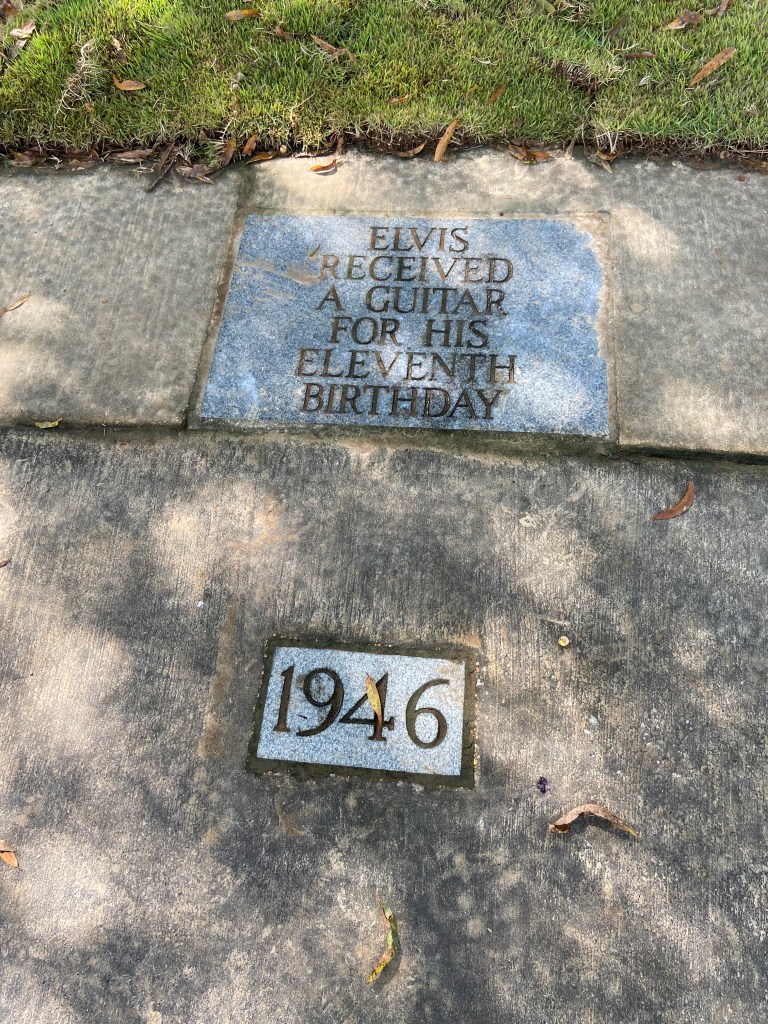 ELVIS
RECEIVED
A GUITAR
FOR HIS
ELEVENTH
BIRTHDAY
1946